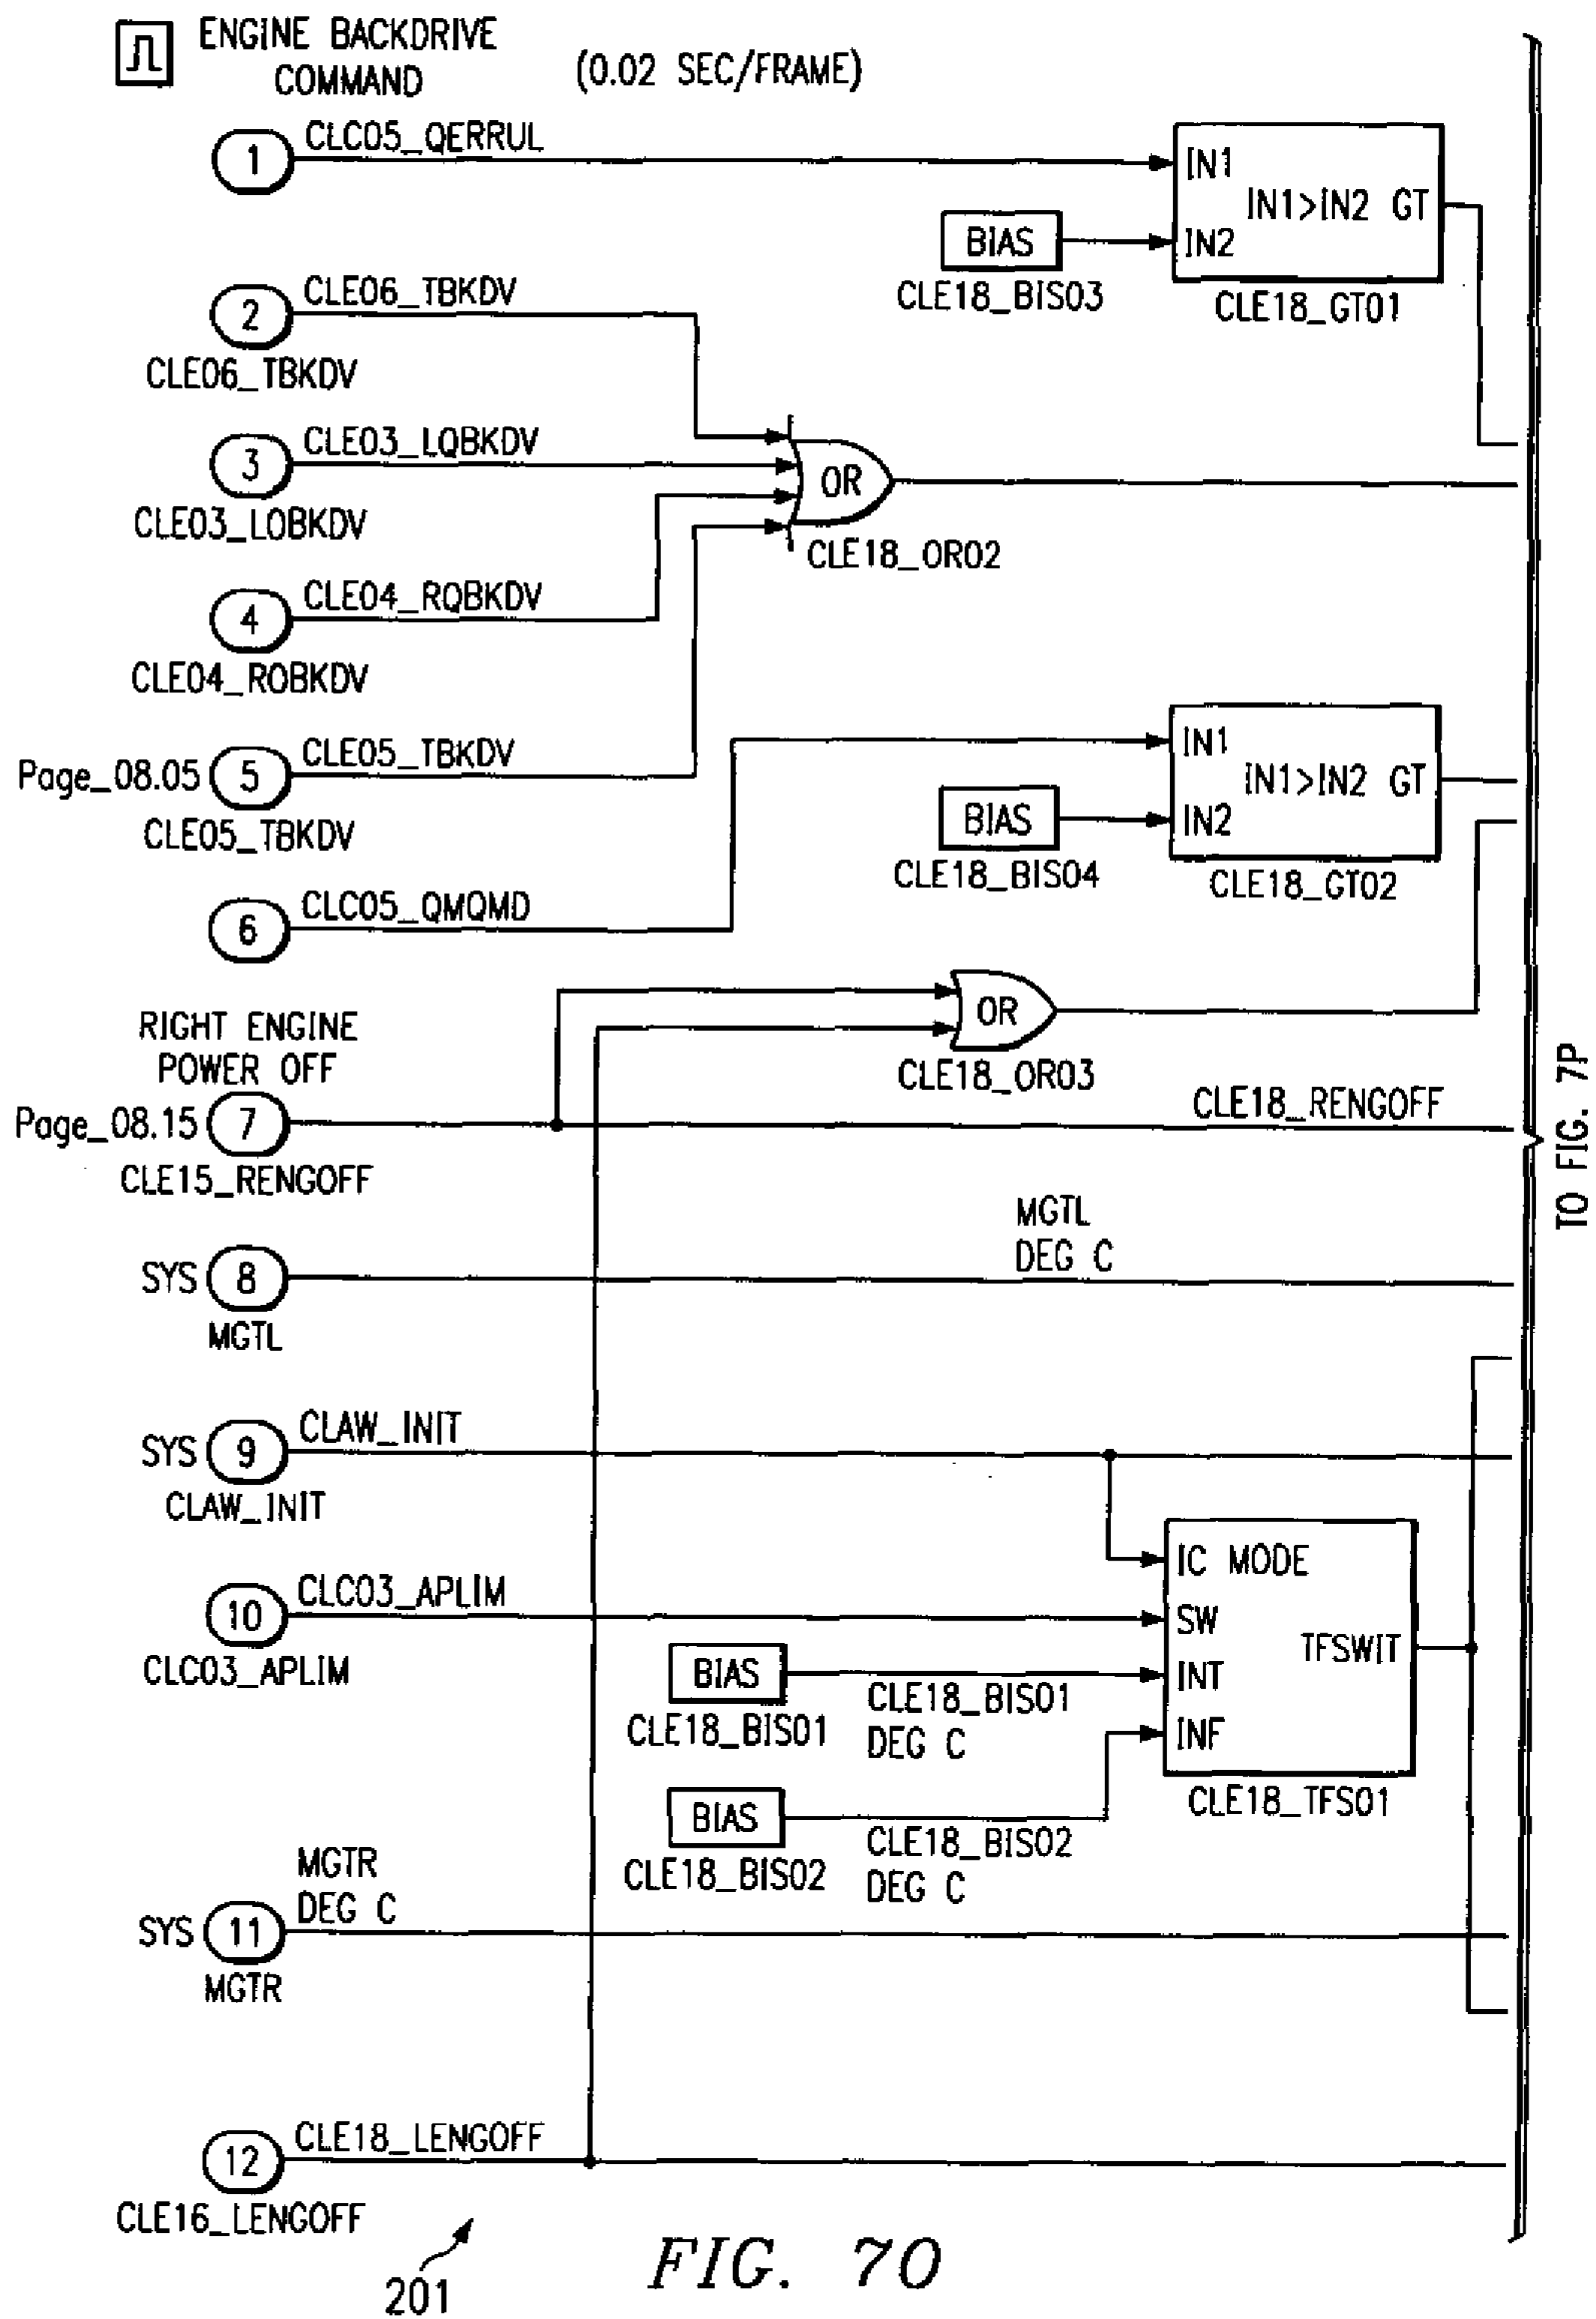 ENGINE BACKDRIVE
COMMAND
(0.02 SEC/FRAME)
1
CLC05_QERRUL
IN1
IN1>IN2 GT
IN2
BIAS
CLE18_BIS03
CLE18_GT01
2
CLE06_TBKDV
CLE06_TBKDV
3
CLE03_LQBKDV
CLE03_LOBKDV
OR
CLE18_OR02
4
CLE04_RQBKDV
CLE04_ROBKDV
Page_08.05
5
CLE05_TBKDV
CLE05_TBKDV
IN1
IN1>IN2 GT
IN2
BIAS
CLE18_BIS04
CLE18_GT02
6
CLC05_QMQMD
OR
CLE18_OR03
RIGHT ENGINE
POWER OFF
Page_08.15
7
CLE15_RENGOFF
CLE18_RENGOFF
TO FIG. 7P
SYS
8
MGTL
MGTL
DEG C
SYS
9
CLAW_INIT
CLAW_INIT
10
CLC03_APLIM
CLC03_APLIM
IC MODE
SW
TFSWIT
INT
INF
CLE18_TFS01
BIAS
CLE18_BIS01
CLE18_BIS01
DEG C
BIAS
CLE18_BIS02
CLE18_BIS02
DEG C
MGTR
DEG C
SYS
11
MGTR
12
CLE18_LENGOFF
CLE16_LENGOFF
201
FIG. 7O